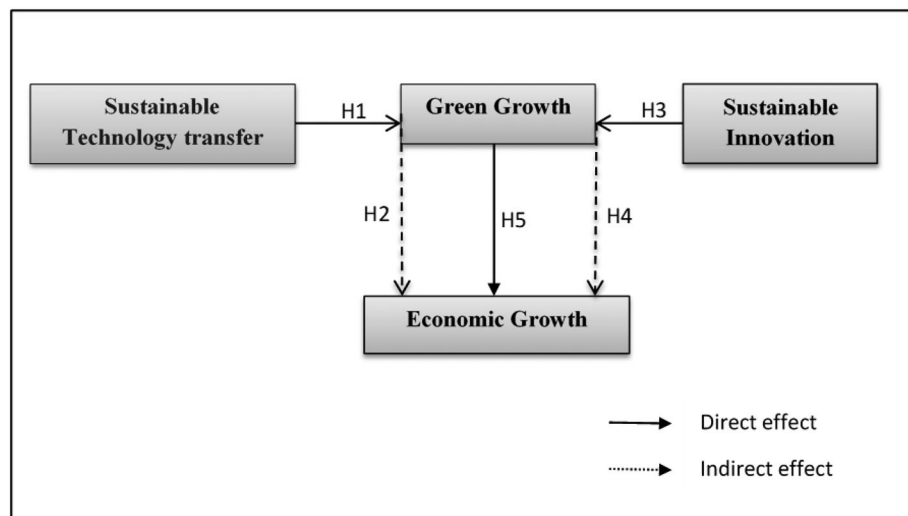 Sustainable
Technology transfer
H1
Green Growth
H3
Sustainable
Innovation
H2
H5
H4
Economic Growth
Direct effect
Indirect effect